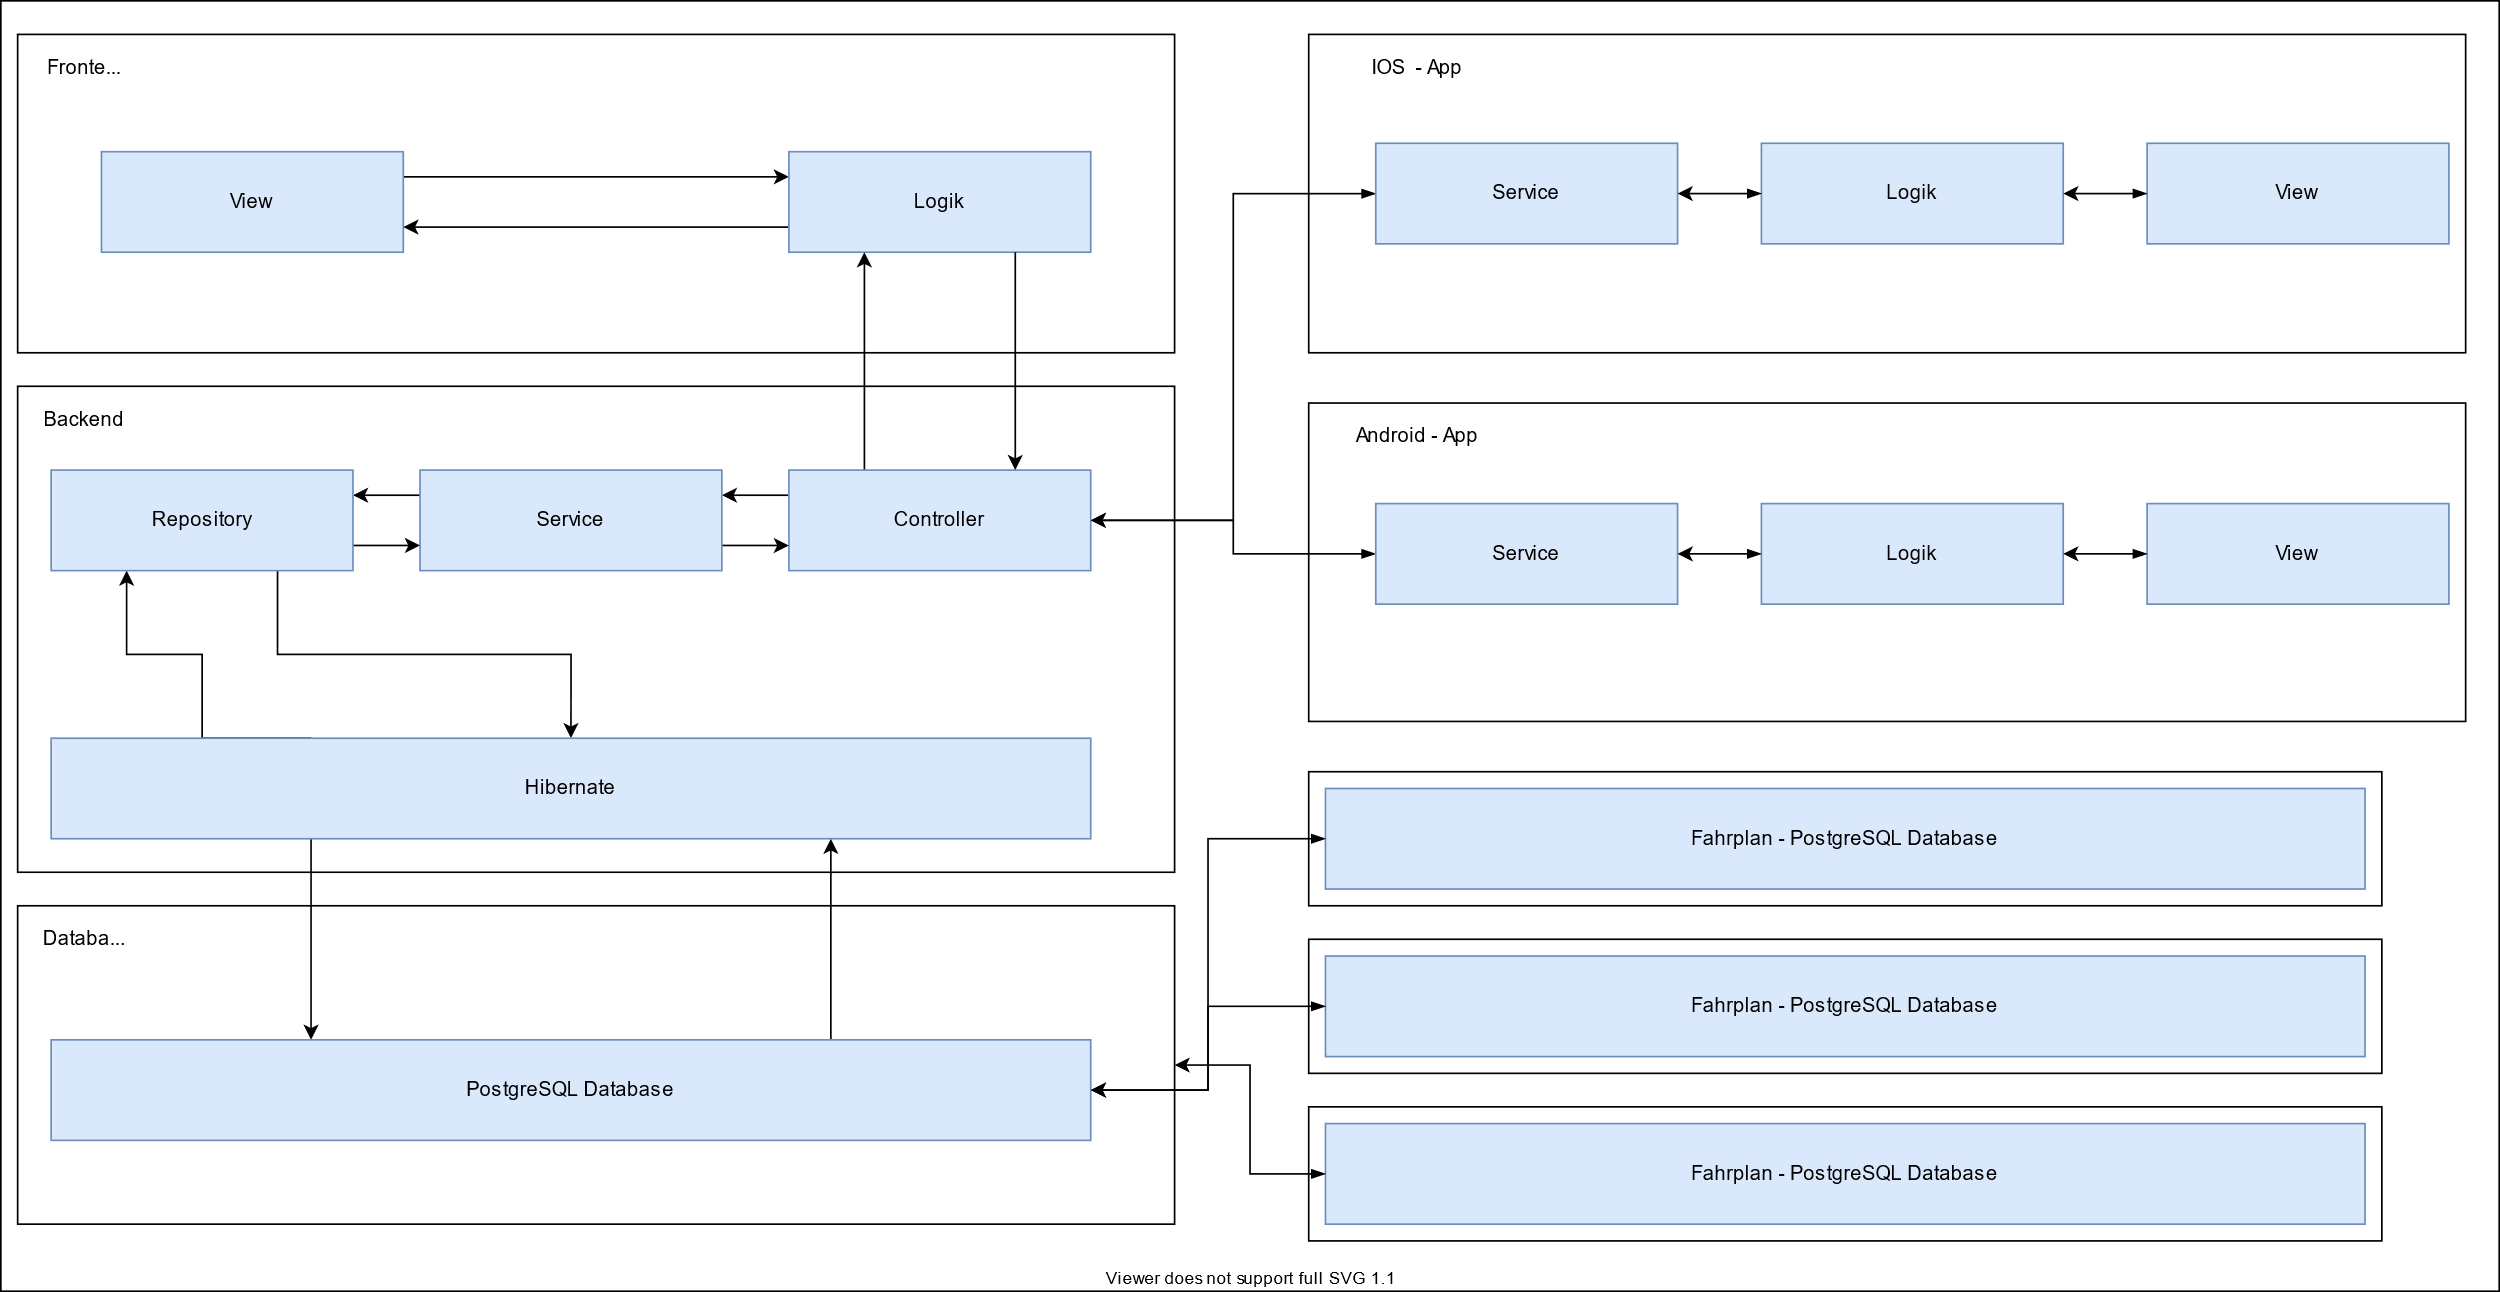 Fronte...
View
Logik
Backend
Repository
Service
Controller
Hibernate
Databa...
PostgreSQL Database
IOS - App
Service
Logik
View
Android - App
Service
Logik
View
Fahrplan - PostgreSQL Database
Fahrplan - PostgreSQL Database
Fahrplan - PostgreSQL Database
Viewer does not support full SVG 1.1